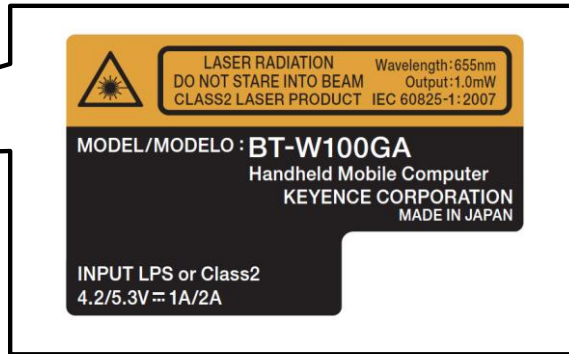 LASER RADIATION
DO NOT STARE INTO BEAM
CLASS2 LASER PRODUCT
Wavelength:655nm
Output:1.0mW
IEC 60825-1:2007
MODEL/MODELO : BT-W100GA
Handheld Mobile Computer
KEYENCE CORPORATION
MADE IN JAPAN
INPUT LPS or Class2
4.2/5.3V⎓1A/2A